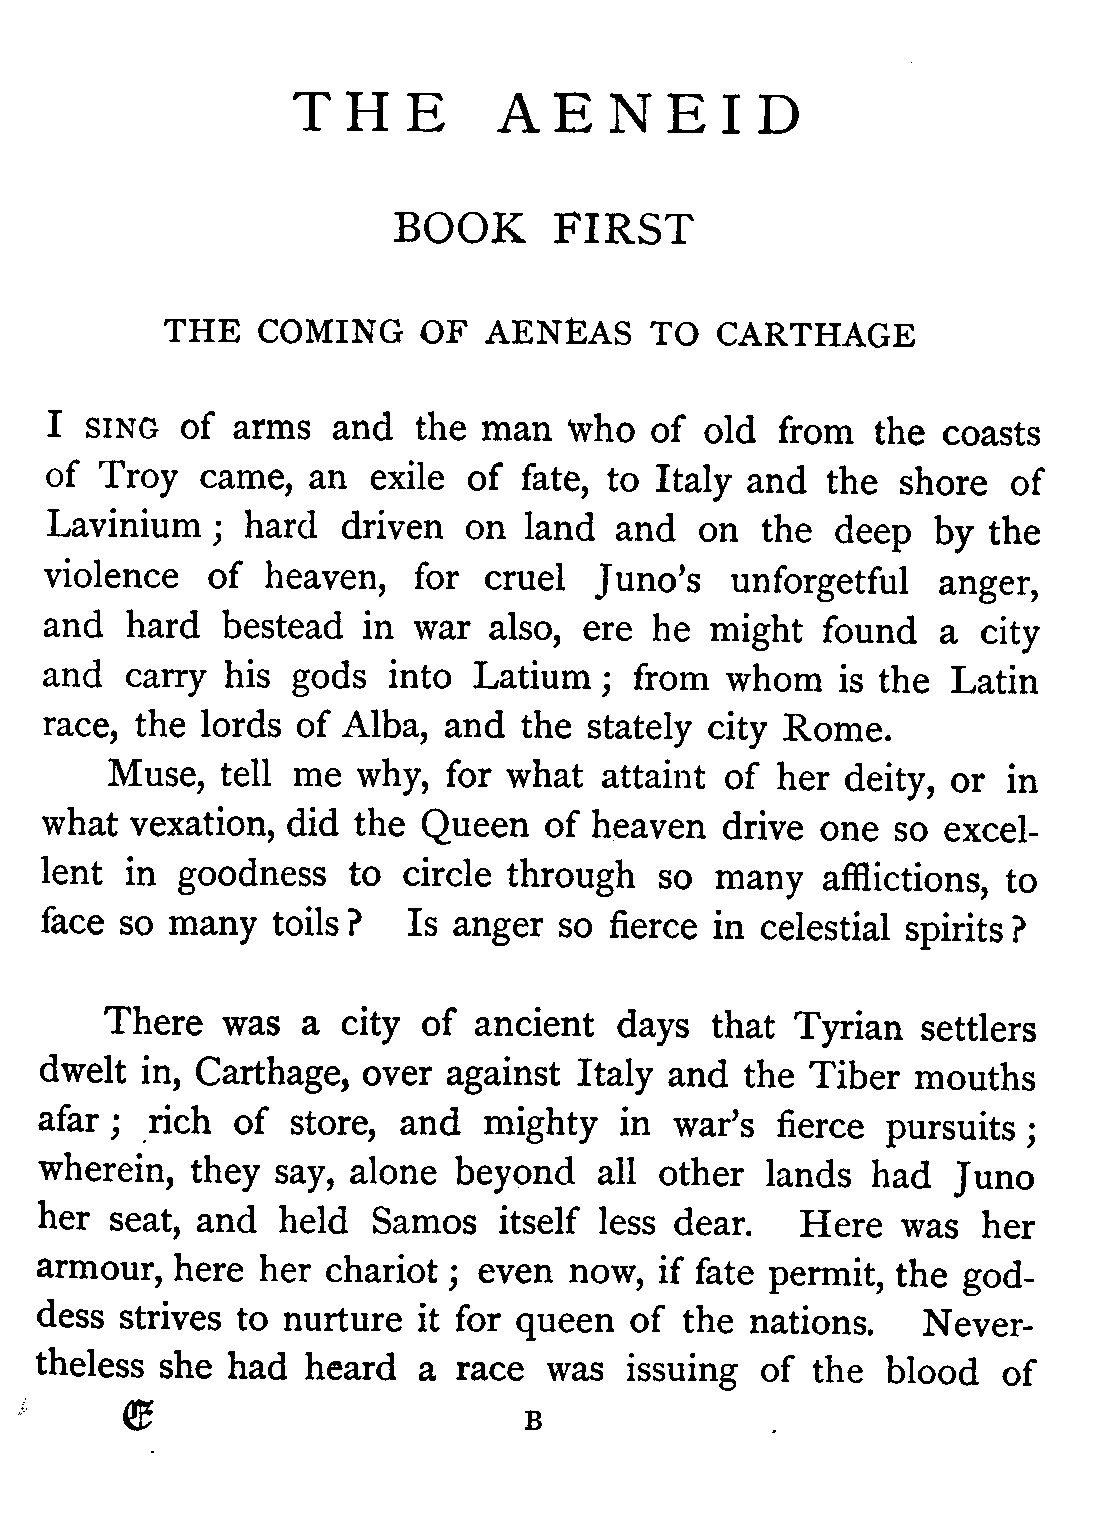 THE AENEID
BOOK FIRST
THE COMING OF AENEAS TO CARTHAGE
I SING of arms and the man who of old from the coasts
of Troy came, an exile of fate, to Italy and the shore of
Lavinium ; hard driven on land and on the deep by the
violence of heaven, for cruel Juno's unforgetful anger,
and hard bestead in war also, ere he might found a city
and carry his gods into Latium ; from whom is the Latin
race, the lords of Alba, and the stately city Rome.
Muse, tell me why, for what attaint of her deity, or in
what vexation, did the Queen of heaven drive one so excel-
lent in goodness to circle through so many afflictions, to
face so many toils ? Is anger so fierce in celestial spirits ?
There was a city of ancient days that Tyrian settlers
dwelt in, Carthage, over against Italy and the Tiber mouths
afar ; rich of store, and mighty in war's fierce pursuits ;
wherein, they say, alone beyond all other lands had Juno
her seat, and held Samos itself less dear. Here was her
armour, here her chariot ; even now, if fate permit, the god-
dess strives to nurture it for queen of the nations. Never-
theless she had heard a race was issuing of the blood of
E B